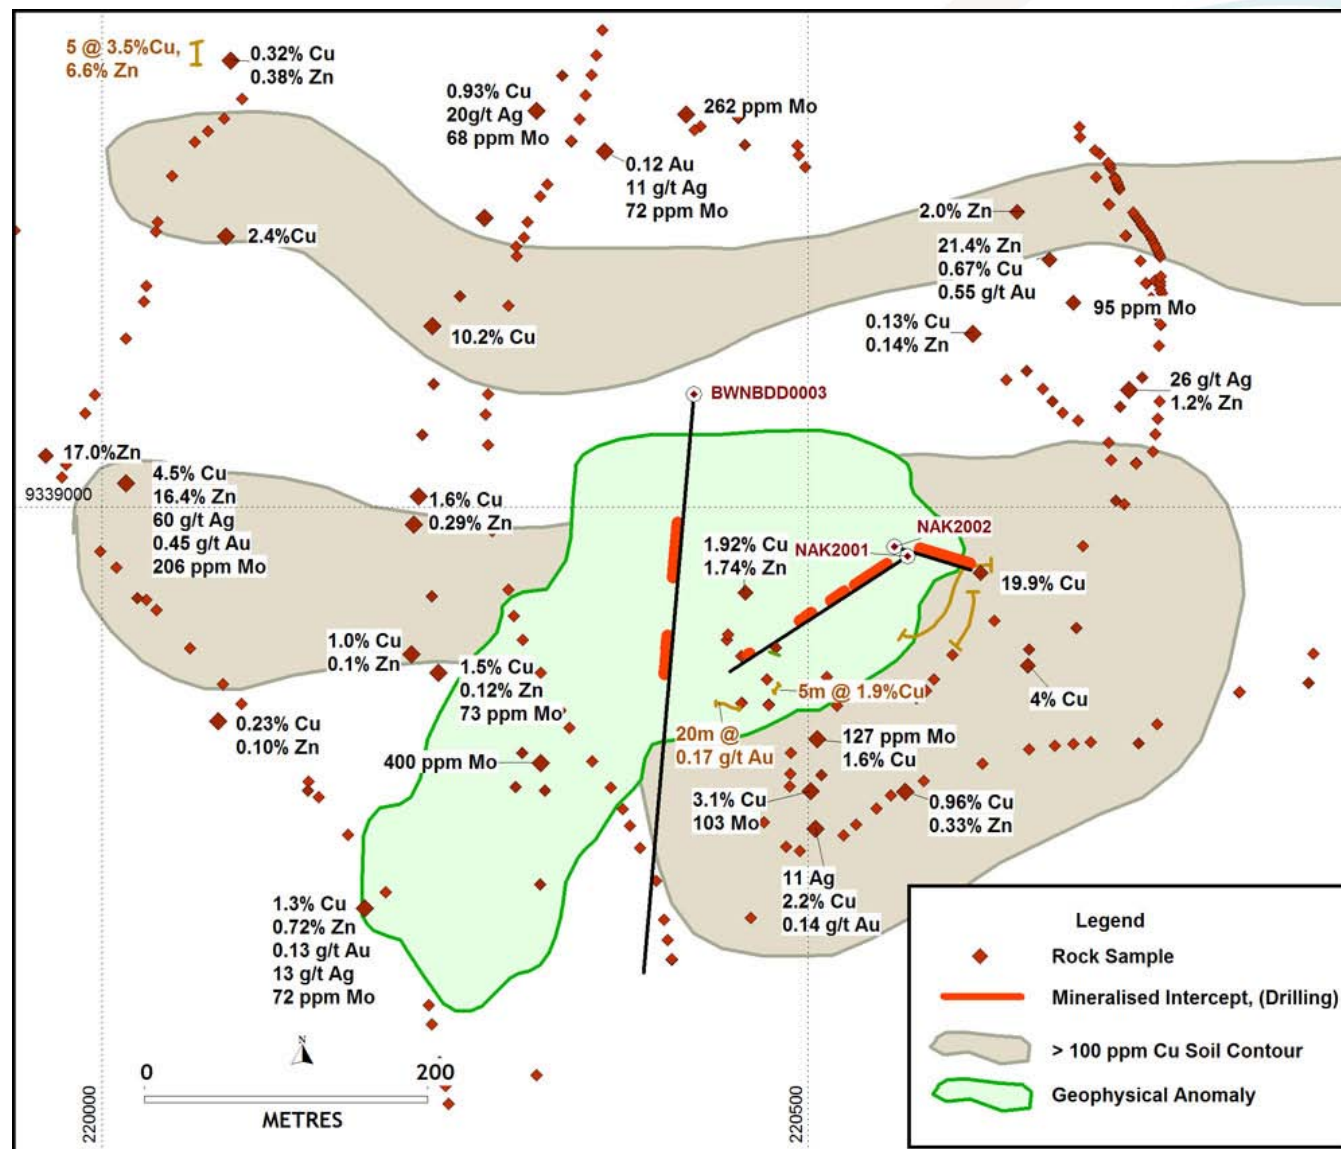 5 @ 3.5%Cu,
6.6% Zn
0.32% Cu
0.38% Zn
0.93% Cu
20g/t Ag
68 ppm Mo
262 ppm Mo
0.12 Au
11 g/t Ag
72 ppm Mo
2.4%Cu
2.0% Zn
21.4% Zn
0.67% Cu
0.55 g/t Au
95 ppm Mo
0.13% Cu
0.14% Zn
10.2% Cu
26 g/t Ag
1.2% Zn
BWNBDD0003
17.0%Zn
4.5% Cu
16.4% Zn
60 g/t Ag
0.45 g/t Au
206 ppm Mo
9339000
1.6% Cu
0.29% Zn
NAK2002
NAK2001
1.92% Cu
1.74% Zn
19.9% Cu
1.0% Cu
0.1% Zn
1.5% Cu
0.12% Zn
73 ppm Mo
4% Cu
5m @ 1.9%Cu
0.23% Cu
0.10% Zn
20m @
0.17 g/t Au
400 ppm Mo
127 ppm Mo
1.6% Cu
3.1% Cu
103 Mo
0.96% Cu
0.33% Zn
11 Ag
2.2% Cu
0.14 g/t Au
1.3% Cu
0.72% Zn
0.13 g/t Au
13 g/t Ag
72 ppm Mo
N
0 200
METRES
220000
220500
Legend
Rock Sample
Mineralised Intercept, (Drilling)
> 100 ppm Cu Soil Contour
Geophysical Anomaly